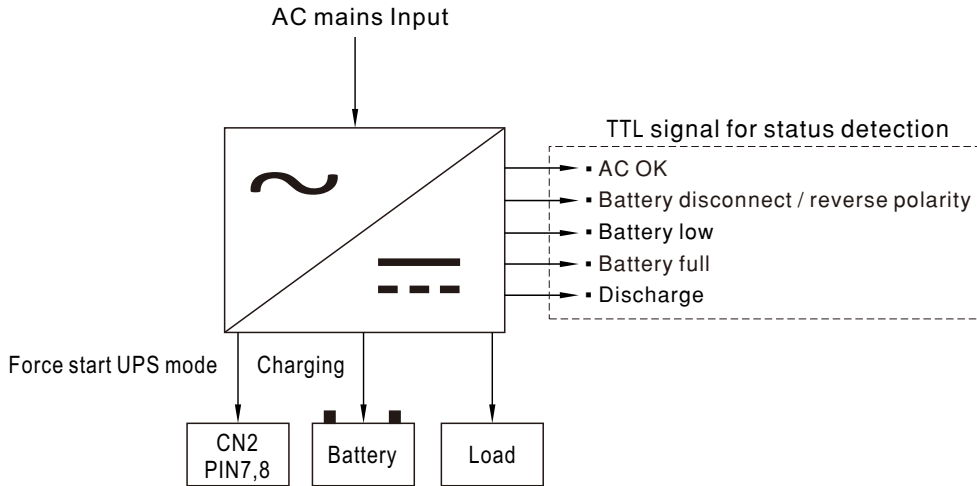 AC mains Input
TTL signal for status detection
▪ AC OK
▪ Battery disconnect / reverse polarity
▪ Battery low
▪ Battery full
▪ Discharge
Force start UPS mode
Charging
CN2
PIN7,8
Battery
Load